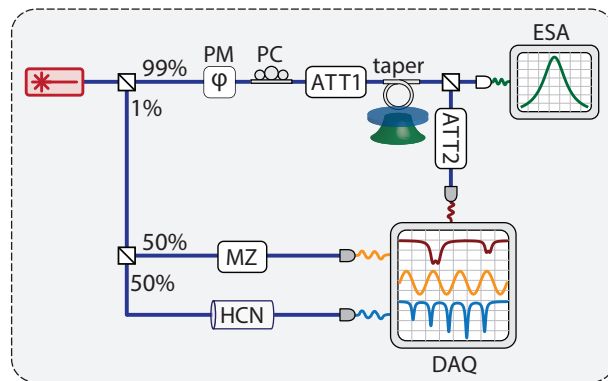 ESA
99%
PM
PC
taper
φ
ATT1
1%
ATT2
50%
MZ
50%
HCN
DAQ